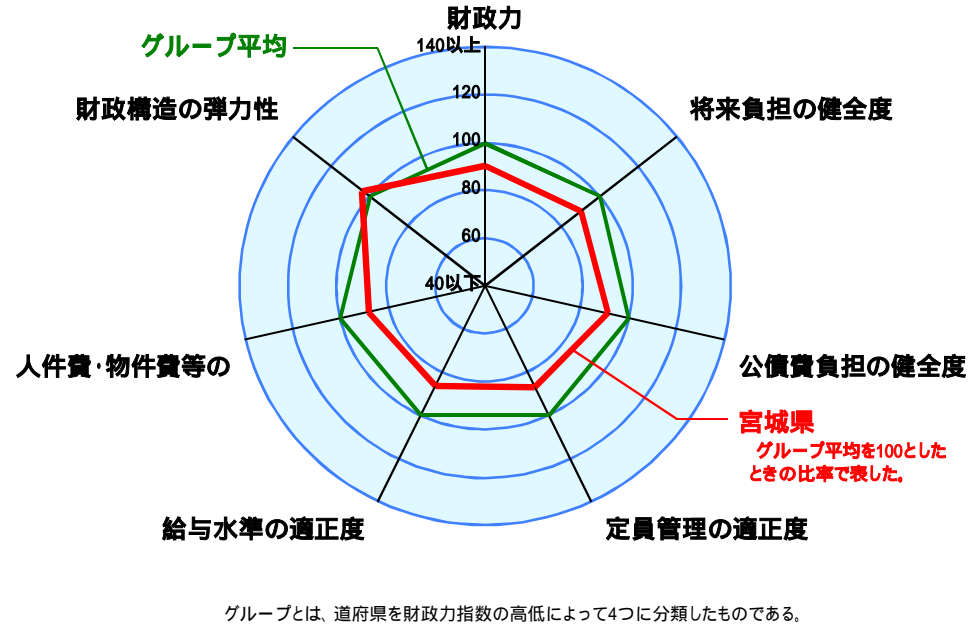 財政力
グループ平均
140以上
120
財政構造の弾力性
将来負担の健全度
100
80
60
40以下
人件費・物件費等の
公債費負担の健全度
宮城県
グループ平均を100とした
ときの比率で表した。
給与水準の適正度
定員管理の適正度
グループとは、道府県を財政力指数の高低によって4つに分類したものである。